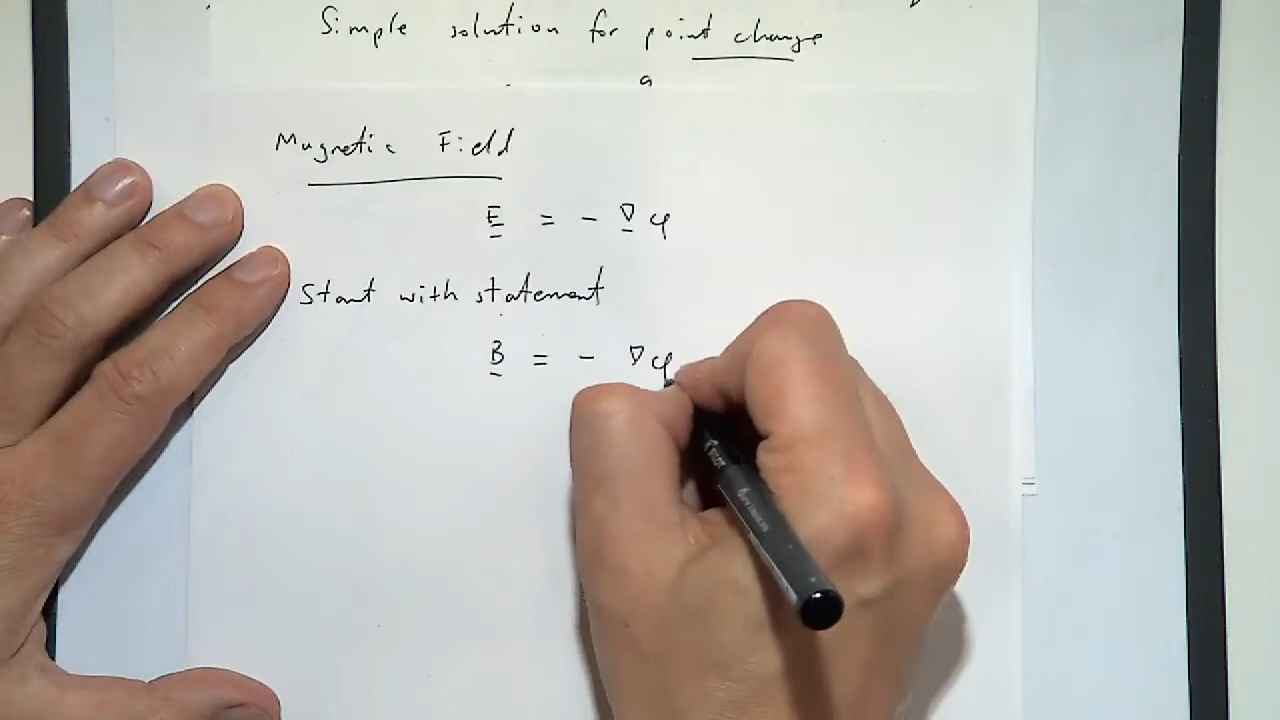 Simple solution for point charge
a
Magnetic Field
E = - ∇φ
Start with statement
B = - ∇φ